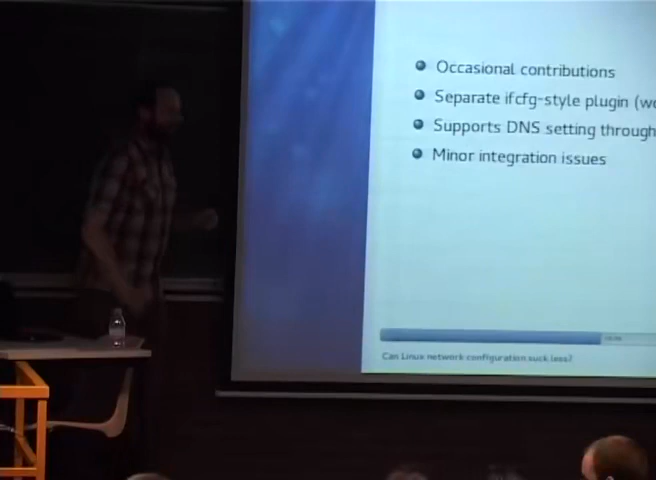 Occasional contributions
Separate ifcfg-style plugin (wo
Supports DNS setting through
Minor integration issues
Can Linux network configuration suck less?